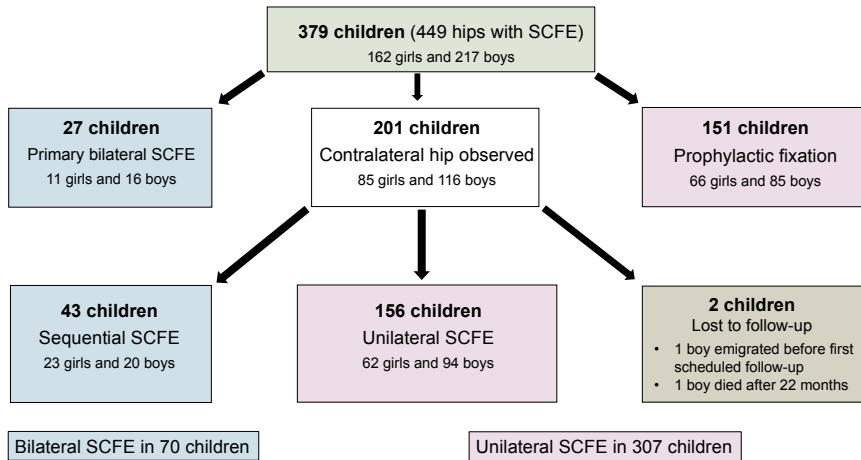 379 children (449 hips with SCFE)
162 girls and 217 boys
27 children
Primary bilateral SCFE
11 girls and 16 boys
201 children
Contralateral hip observed
85 girls and 116 boys
151 children
Prophylactic fixation
66 girls and 85 boys
43 children
Sequential SCFE
23 girls and 20 boys
156 children
Unilateral SCFE
62 girls and 94 boys
2 children
Lost to follow-up
• 1 boy emigrated before first
scheduled follow-up
• 1 boy died after 22 months
Bilateral SCFE in 70 children
Unilateral SCFE in 307 children